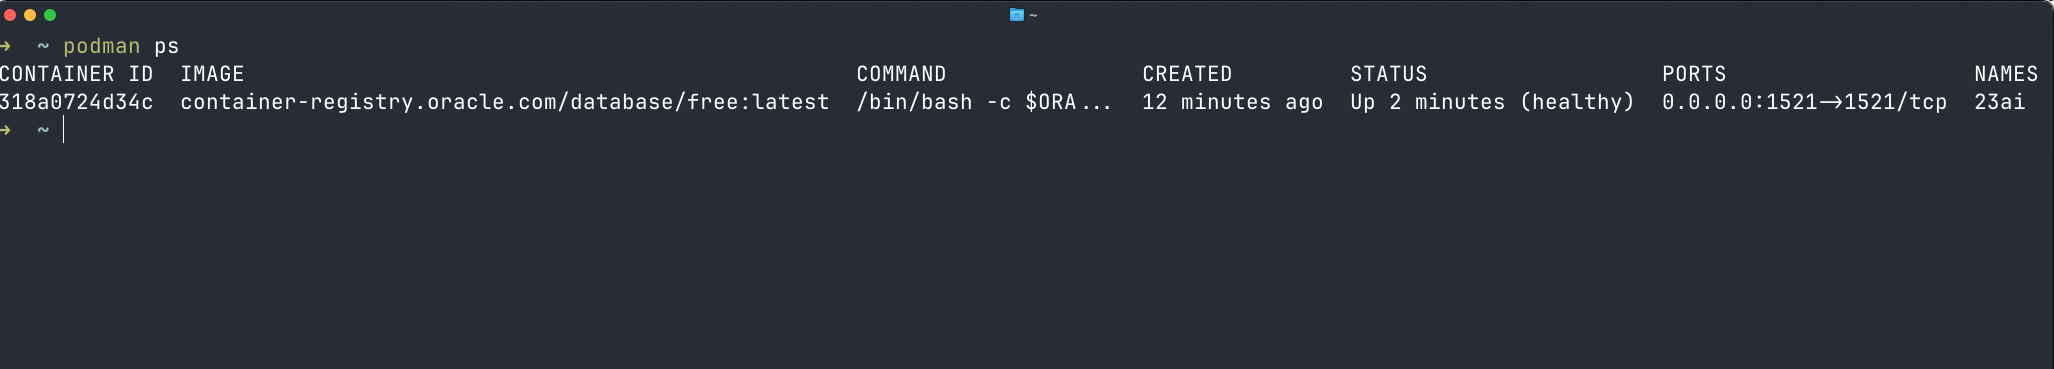 ~
→ ~ podman ps
CONTAINER ID  IMAGE  COMMAND  CREATED  STATUS  PORTS  NAMES
318a0724d34c  container-registry.oracle.com/database/free:latest  /bin/bash -c $ORA...  12 minutes ago  Up 2 minutes (healthy)  0.0.0.0:1521->1521/tcp  23ai
→ ~